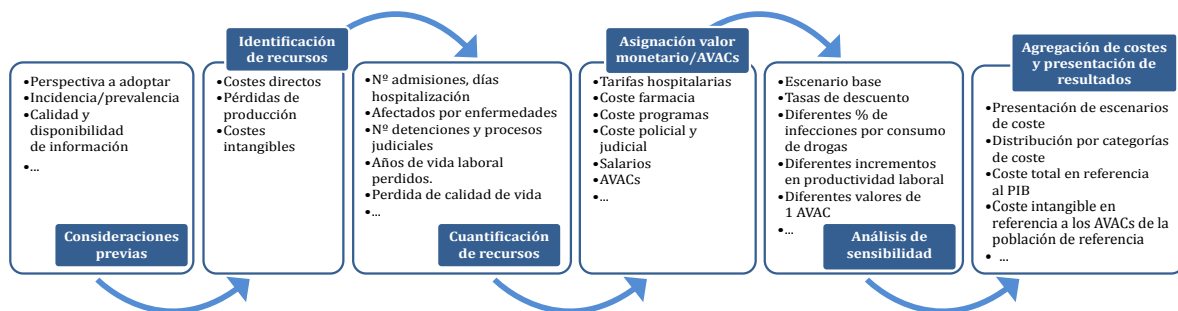 •Perspectiva a adoptar
•Incidencia/prevalencia
•Calidad y
disponibilidad
de información
•...
Consideraciones
previas
Identificación
de recursos
•Costes directos
•Pérdidas de
producción
•Costes
intangibles
•Nº admisiones, días
hospitalización
•Afectados por enfermedades
•Nº detenciones y procesos
judiciales
•Años de vida laboral
perdidos.
•Perdida de calidad de vida
•...
Cuantificación
de recursos
Asignación valor
monetario/AVACs
•Tarifas hospitalarias
•Coste farmacia
•Coste programas
•Coste policial y
judicial
•Salarios
•AVACs
•...
•Escenario base
•Tasas de descuento
•Diferentes % de
infecciones por consumo
de drogas
•Diferentes incrementos
en productividad laboral
•Diferentes valores de
1 AVAC
•...
Análisis de
sensibilidad
Agregación de costes
y presentación de
resultados
•Presentación de escenarios
de coste
•Distribución por categorías
de coste
•Coste total en referencia
al PIB
•Coste intangible en
referencia a los AVACs de la
población de referencia
• ...